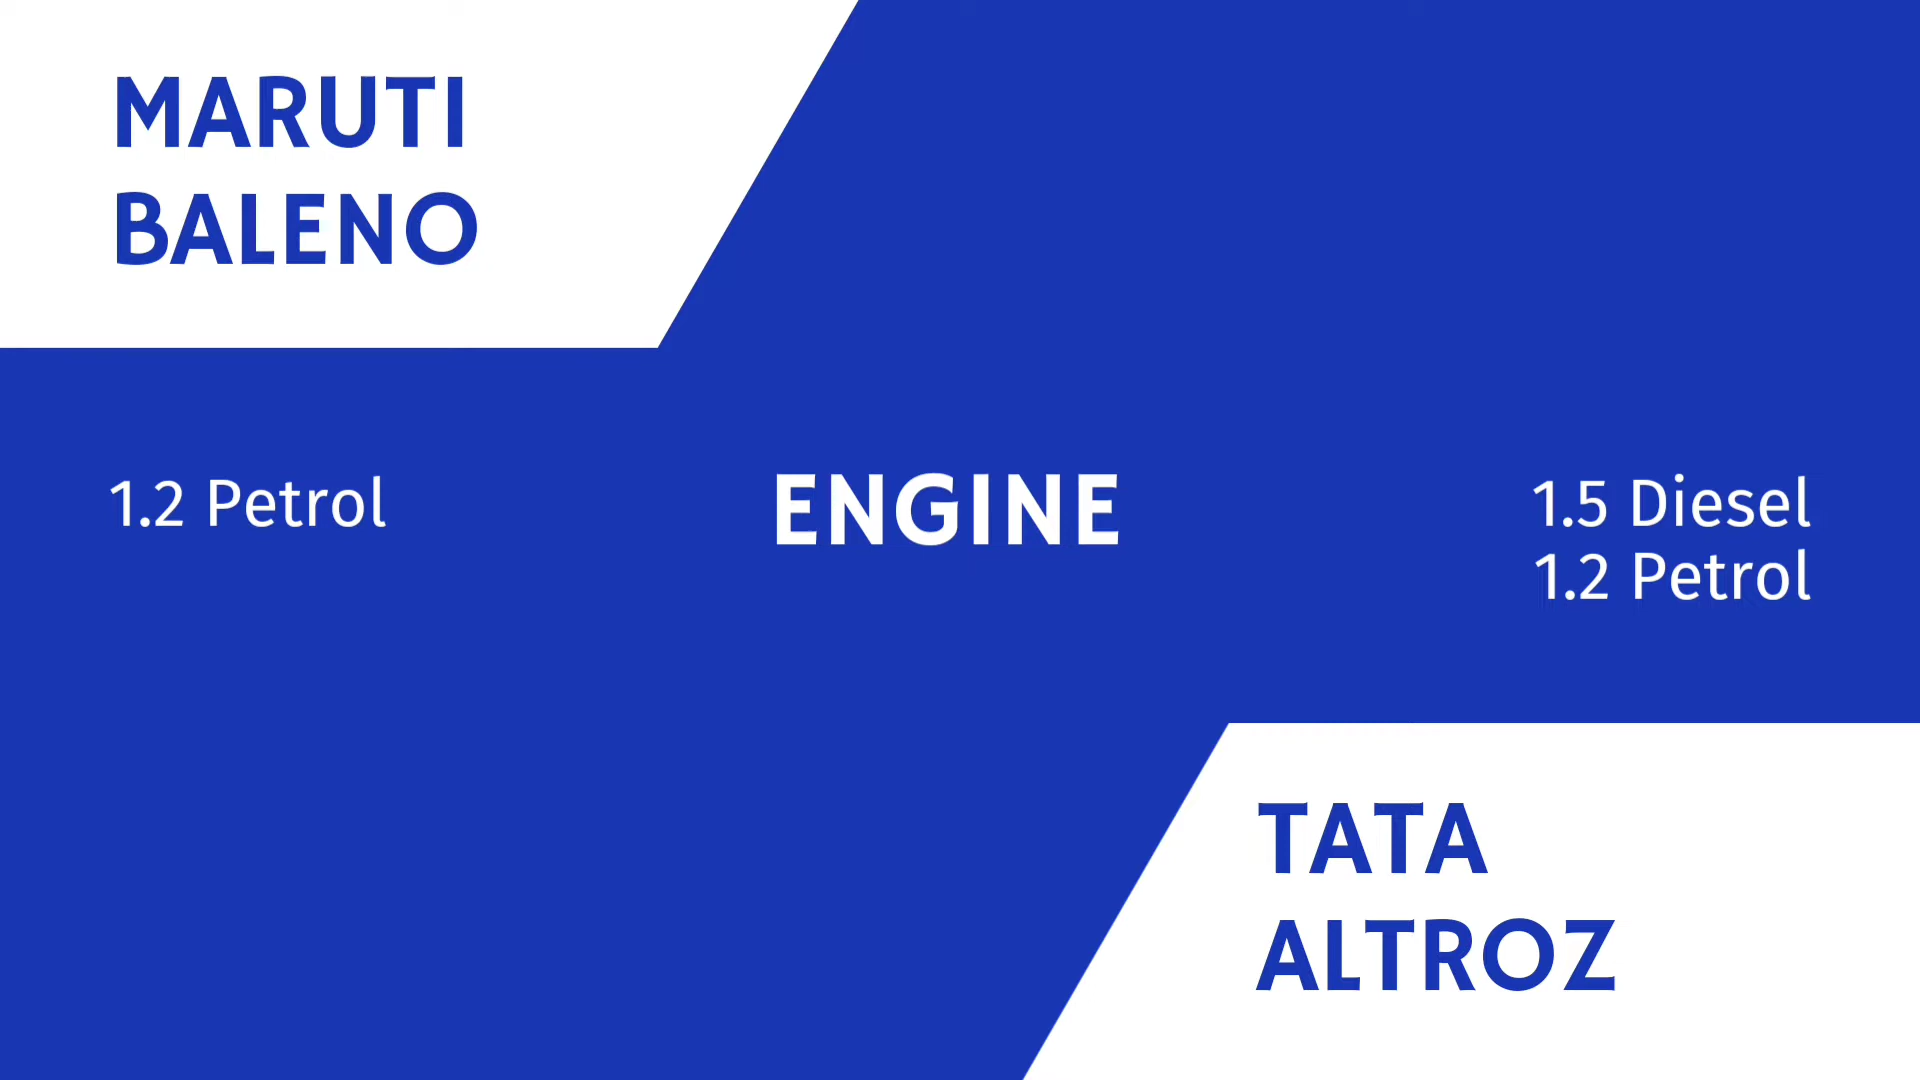 MARUTI
BALENO
1.2 Petrol
ENGINE
1.5 Diesel
1.2 Petrol
TATA
ALTROZ